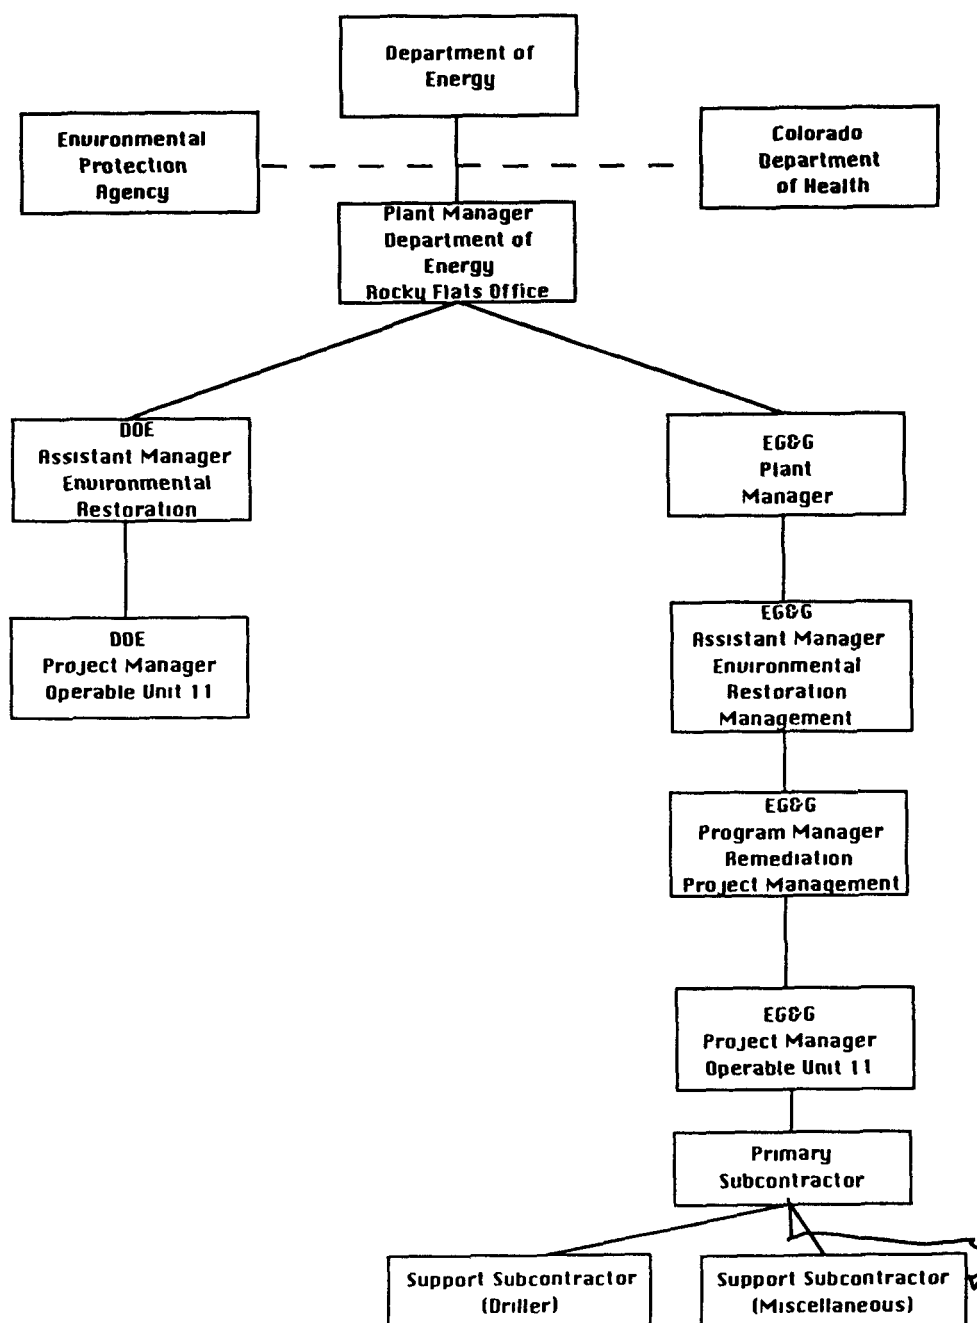 Department of
Energy
Environmental
Protection
Agency
Colorado
Department
of Health
Plant Manager
Department of
Energy
Rocky Flats Office
DOE
Assistant Manager
Environmental
Restoration
EG&G
Plant
Manager
DOE
Project Manager
Operable Unit 11
EG&G
Assistant Manager
Environmental
Restoration
Management
EG&G
Program Manager
Remediation
Project Management
EG&G
Project Manager
Operable Unit 11
Primary
Subcontractor
Support Subcontractor
(Driller)
Support Subcontractor
(Miscellaneous)